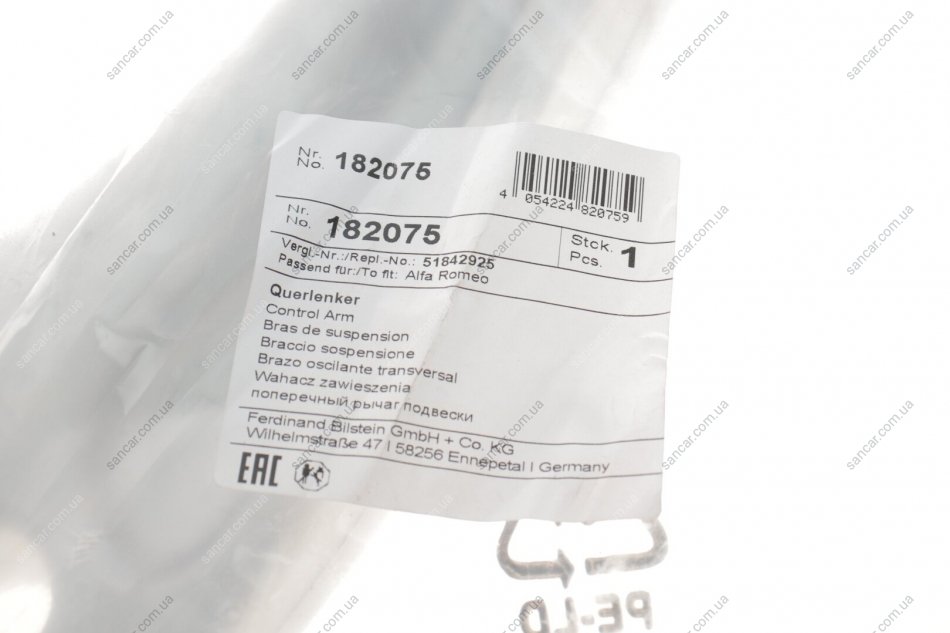 Nr.
No. 182075
4 054224 820759
Nr.
No. 182075
Stck.
Pcs. 1
Vergl.-Nr.:/Repl.-No.: 51842925
Passend für:/To fit: Alfa Romeo
Querlenker
Control Arm
Bras de suspension
Braccio sospensione
Brazo oscilante transversal
Wahacz zawieszenia
поперечный рычаг подвески
Ferdinand Bilstein GmbH + Co. KG
Wilhelmstraße 47 I 58256 Ennepetal I Germany
EAC
PE-LD
sancar.com.ua